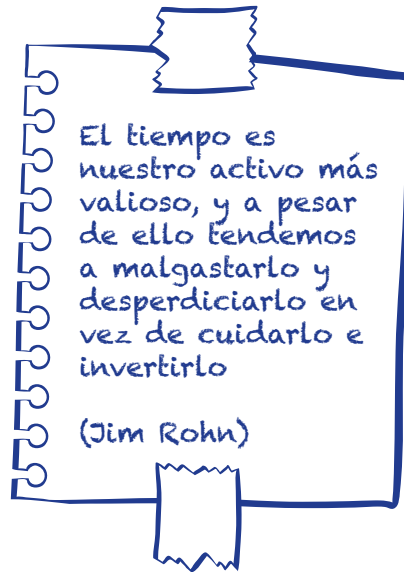 El tiempo es
nuestro activo más
valioso, y a pesar
de ello tendemos
a malgastarlo y
desperdiciarlo en
vez de cuidarlo e
invertirlo
(Jim Rohn)